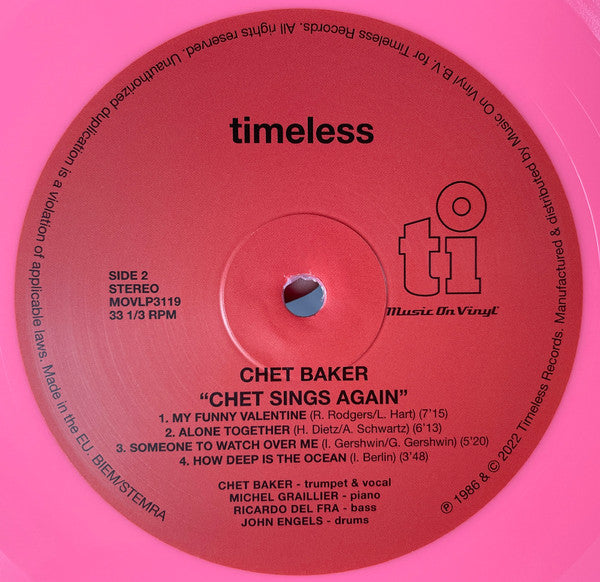 timeless
ti
Music On Vinyl
SIDE 2
STEREO
MOVLP3119
33 1/3 RPM
CHET BAKER
“CHET SINGS AGAIN”
1. MY FUNNY VALENTINE (R. Rodgers/L. Hart) (7'15)
2. ALONE TOGETHER (H. Dietz/A. Schwartz) (6'13)
3. SOMEONE TO WATCH OVER ME (I. Gershwin/G. Gershwin) (5'20)
4. HOW DEEP IS THE OCEAN (I. Berlin) (3'48)
CHET BAKER - trumpet & vocal
MICHEL GRAILLIER - piano
RICARDO DEL FRA - bass
JOHN ENGELS - drums
℗ 1986 & © 2022 Timeless Records. Manufactured & distributed by Music On Vinyl B.V. for Timeless Records. All rights reserved. Unauthorized duplication is a violation of applicable laws. Made in the EU. BIEM/STEMRA